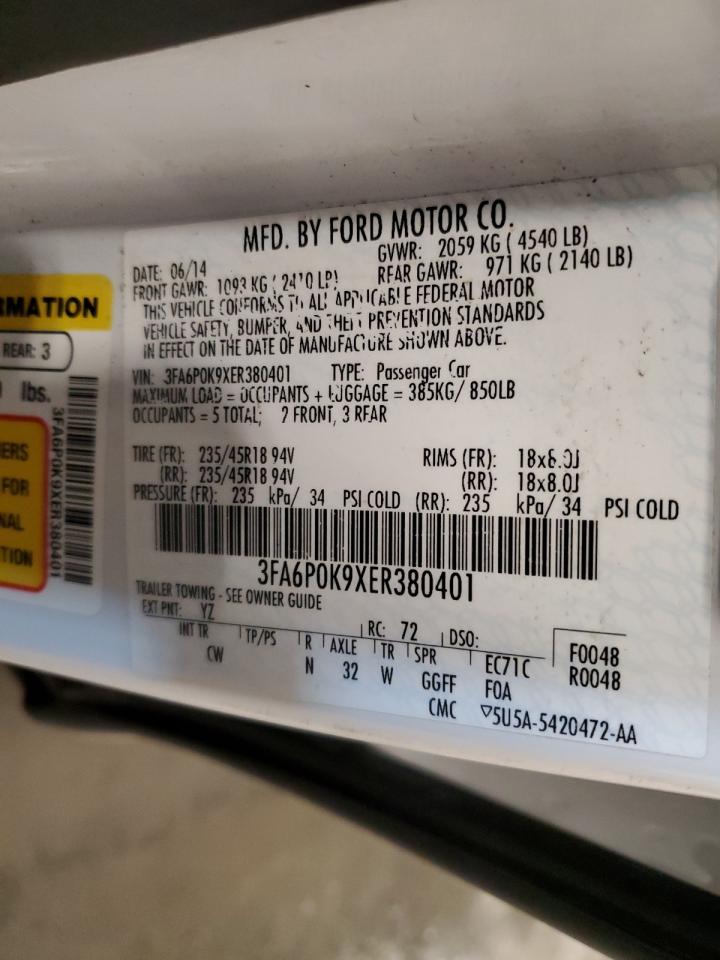 MFD. BY FORD MOTOR CO.
DATE: 06/14 GVWR: 2059 KG ( 4540 LB)
FRONT GAWR: 1093 KG ( 2410 LB) REAR GAWR: 971 KG ( 2140 LB)
THIS VEHICLE CONFORMS TO ALL APPLICABLE FEDERAL MOTOR
VEHICLE SAFETY, BUMPER, AND THEFT PREVENTION STANDARDS
IN EFFECT ON THE DATE OF MANUFACTURE SHOWN ABOVE.
VIN: 3FA6P0K9XER380401 TYPE: Passenger Car
MAXIMUM LOAD = OCCUPANTS + LUGGAGE = 385KG/ 850LB
OCCUPANTS = 5 TOTAL; 2 FRONT, 3 REAR
TIRE (FR): 235/45R18 94V RIMS (FR): 18x8.0J
(RR): 235/45R18 94V (RR): 18x8.0J
PRESSURE (FR): 235 kPa/ 34 PSI COLD (RR): 235 kPa/ 34 PSI COLD
3FA6P0K9XER380401
TRAILER TOWING - SEE OWNER GUIDE
EXT PNT: YZ RC: 72 DSO: F0048
INT TR TP/PS R AXLE TR SPR EC71C R0048
CW N 32 W GGFF F0A
CMC ▽5U5A-5420472-AA
RMATION
REAR: 3
lbs.
3FA6P0K9XER380401
ERS
FOR
NAL
TION